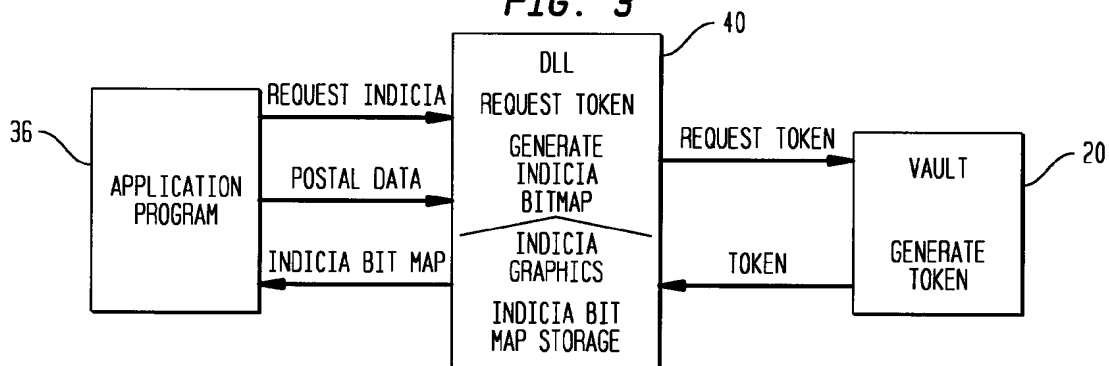 FIG. 3
40
DLL
REQUEST TOKEN
GENERATE
INDICIA
BITMAP
INDICIA
GRAPHICS
INDICIA BIT
MAP STORAGE
36
APPLICATION
PROGRAM
REQUEST INDICIA
POSTAL DATA
INDICIA BIT MAP
REQUEST TOKEN
TOKEN
20
VAULT
GENERATE
TOKEN